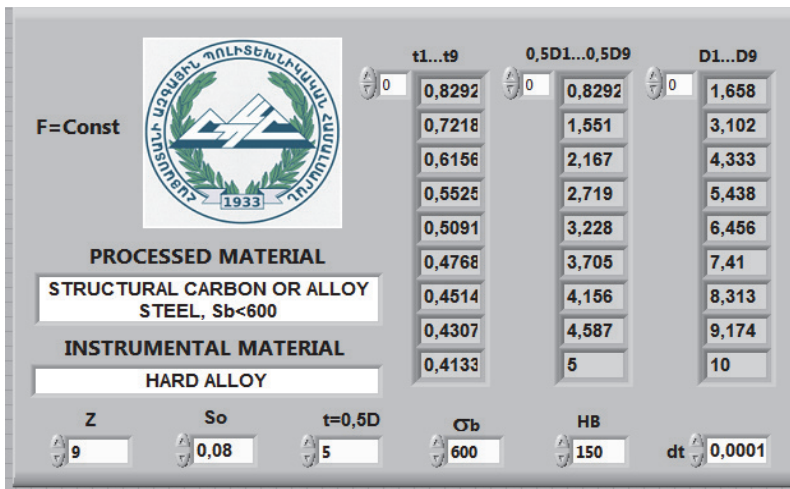 t1...t9 0,5D1...0,5D9 D1...D9
F=Const
ՀԱՅԱՍՏԱՆԻ ԱԶԳԱՅԻՆ ՊՈԼԻՏԵԽՆԻԿԱԿԱՆ ՀԱՄԱԼՍԱՐԱՆ
1933
0 0,8292 0 0,8292 0 1,658
0,7218 1,551 3,102
0,6156 2,167 4,333
0,5525 2,719 5,438
0,5091 3,228 6,456
0,4768 3,705 7,41
0,4514 4,156 8,313
0,4307 4,587 9,174
0,4133 5 10
PROCESSED MATERIAL
STRUCTURAL CARBON OR ALLOY
STEEL, Sb<600
INSTRUMENTAL MATERIAL
HARD ALLOY
Z So t=0,5D σb HB
9 0,08 5 600 150 dt 0,0001